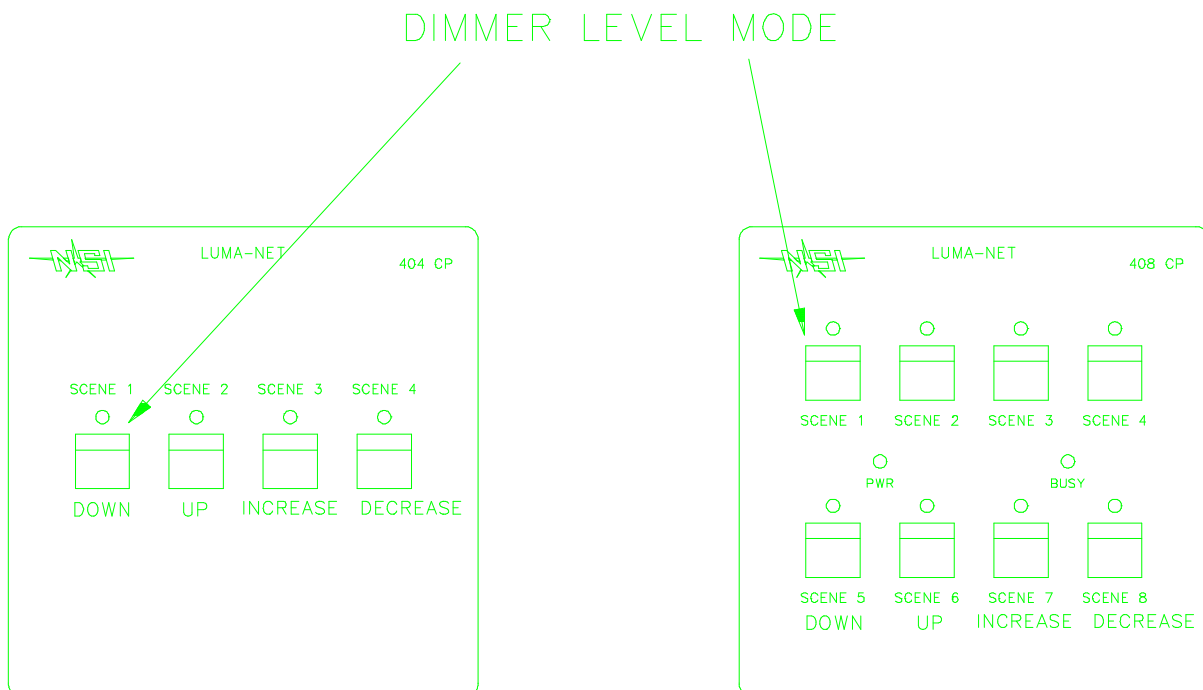 DIMMER LEVEL MODE
NSI
LUMA-NET
404 CP
SCENE 1 SCENE 2 SCENE 3 SCENE 4
DOWN UP INCREASE DECREASE
NSI
LUMA-NET
408 CP
SCENE 1 SCENE 2 SCENE 3 SCENE 4
PWR BUSY
SCENE 5 SCENE 6 SCENE 7 SCENE 8
DOWN UP INCREASE DECREASE